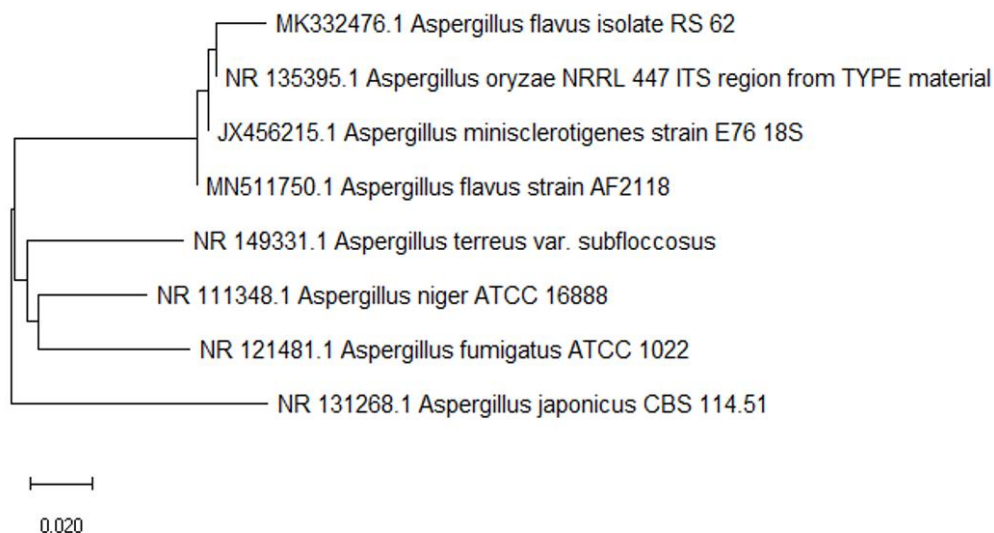 MK332476.1 Aspergillus flavus isolate RS 62
NR 135395.1 Aspergillus oryzae NRRL 447 ITS region from TYPE material
JX456215.1 Aspergillus minisclerotigenes strain E76 18S
MN511750.1 Aspergillus flavus strain AF2118
NR 149331.1 Aspergillus terreus var. subfloccosus
NR 111348.1 Aspergillus niger ATCC 16888
NR 121481.1 Aspergillus fumigatus ATCC 1022
NR 131268.1 Aspergillus japonicus CBS 114.51
0.020